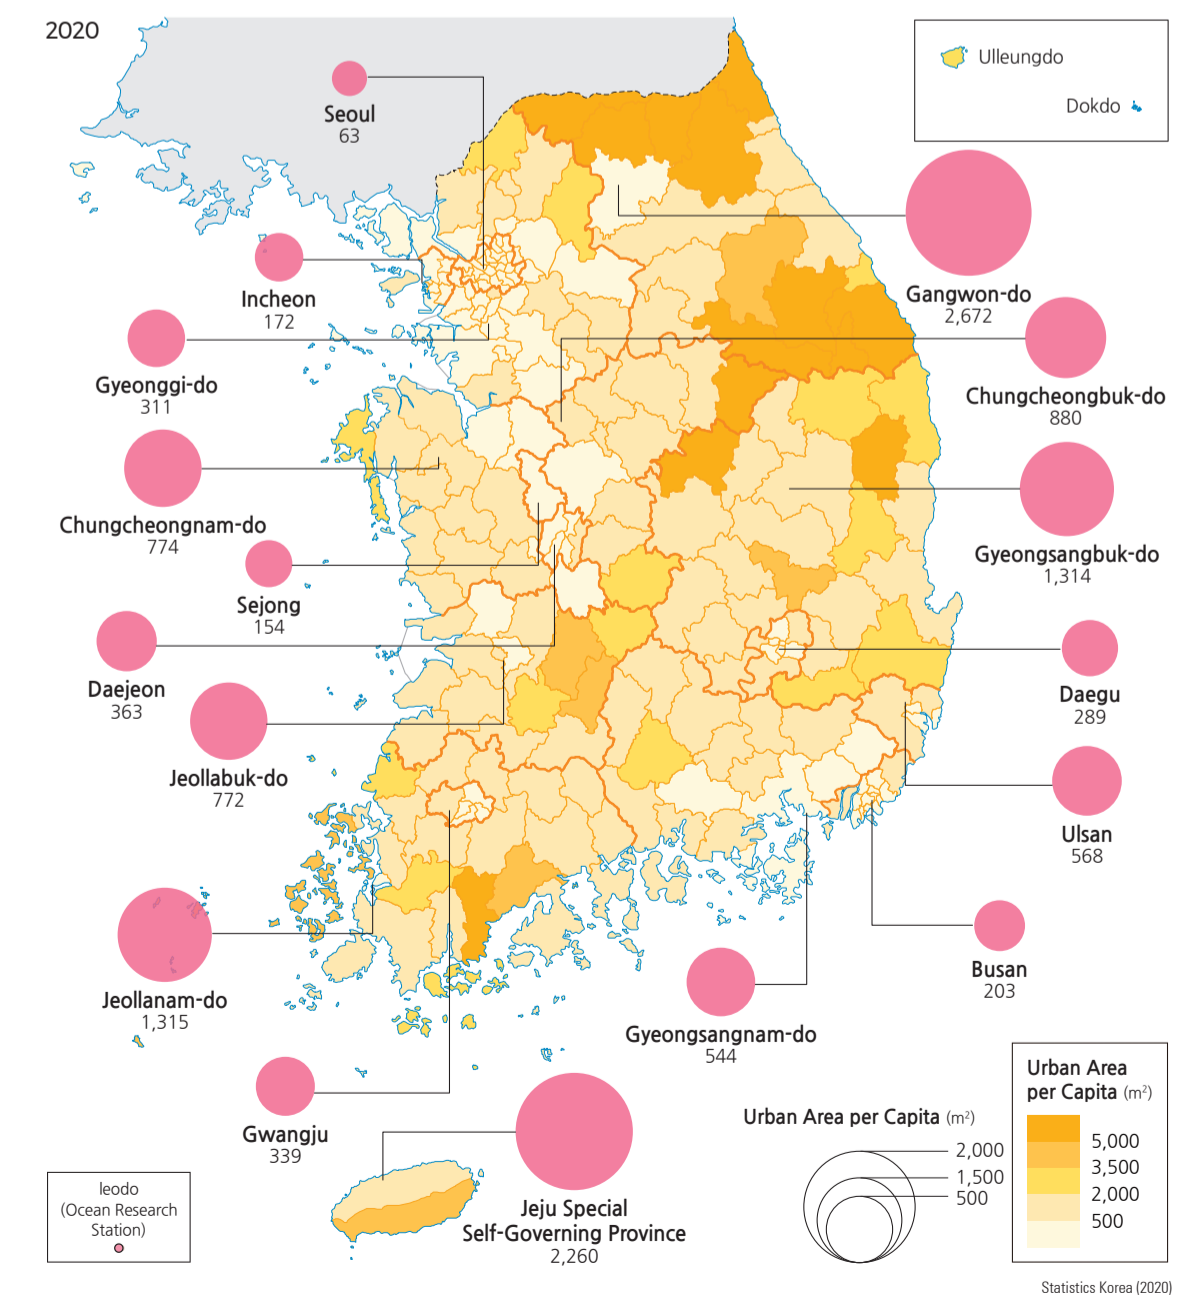 2020
Ulleungdo
Dokdo
Seoul
63
Incheon
172
Gangwon-do
2,672
Gyeonggi-do
311
Chungcheongbuk-do
880
Chungcheongnam-do
774
Gyeongsangbuk-do
1,314
Sejong
154
Daejeon
363
Daegu
289
Jeollabuk-do
772
Ulsan
568
Jeollanam-do
1,315
Busan
203
Gyeongsangnam-do
544
Gwangju
339
Jeju Special
Self-Governing Province
2,260
Ieodo
(Ocean Research
Station)
Urban Area per Capita (m²)
2,000
1,500
500
Urban Area
per Capita (m²)
5,000
3,500
2,000
500
Statistics Korea (2020)